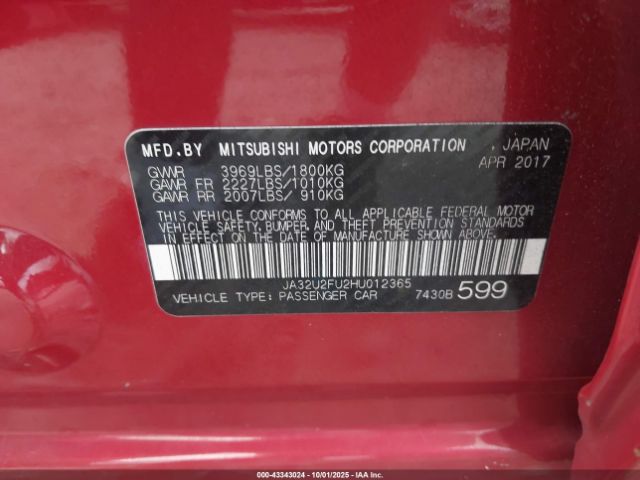 MFD.BY MITSUBISHI MOTORS CORPORATION , JAPAN
APR 2017
GVWR 3969LBS/1800KG
GAWR FR 2227LBS/1010KG
GAWR RR 2007LBS/ 910KG
THIS VEHICLE CONFORMS TO ALL APPLICABLE FEDERAL MOTOR
VEHICLE SAFETY,BUMPER,AND THEFT PREVENTION STANDARDS
IN EFFECT ON THE DATE OF MANUFACTURE SHOWN ABOVE.
JA32U2FU2HU012365
VEHICLE TYPE:PASSENGER CAR 7430B 599
000-43343024 | 10/01/2025 | IAAI.COM